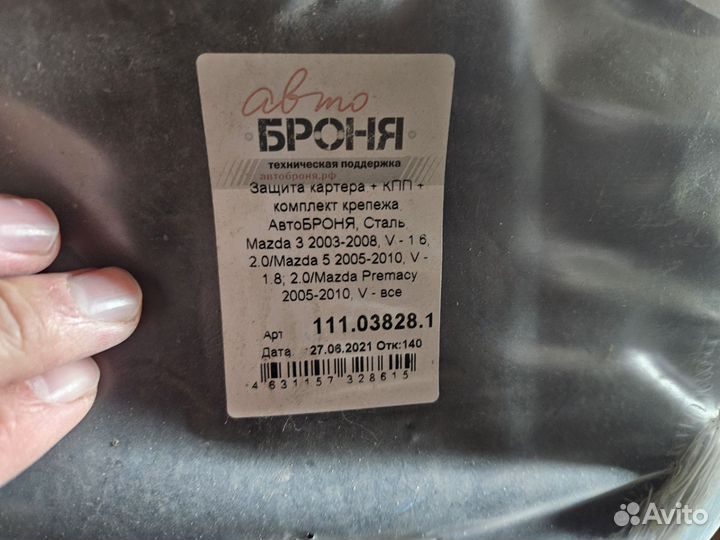 авто
БРОНЯ
техническая поддержка
автоброня.рф
Защита картера + КПП +
комплект крепежа,
АвтоБРОНЯ, Сталь,
Mazda 3 2003-2008, V - 1.6;
2.0/Mazda 5 2005-2010, V -
1.8; 2.0/Mazda Premacy
2005-2010, V - все
Арт 111.03828.1
Дата 27.06.2021 Отк:140
4 631157 328615
Avito